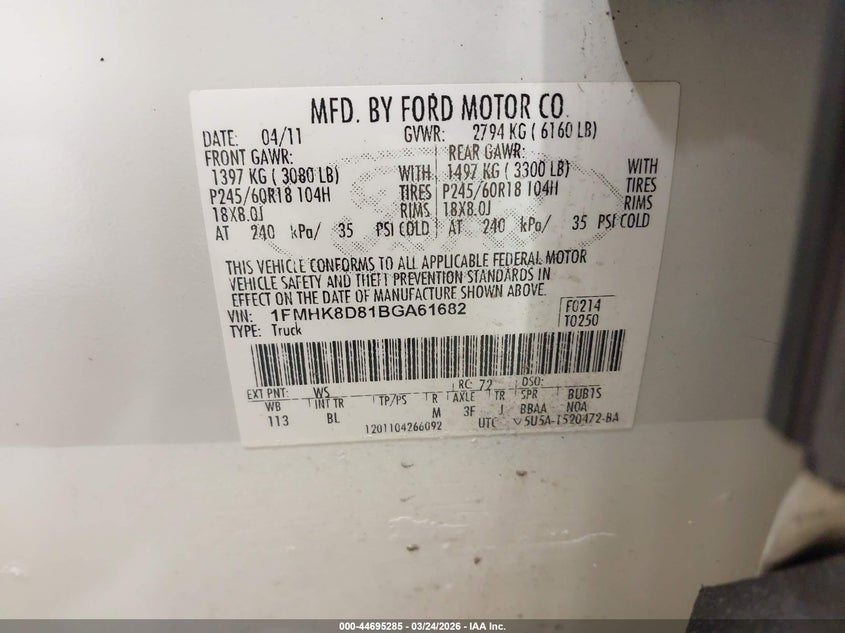 MFD. BY FORD MOTOR CO.
DATE: 04/11 GVWR: 2794 KG ( 6160 LB)
FRONT GAWR: REAR GAWR:
1397 KG ( 3080 LB) WITH 1497 KG ( 3300 LB) WITH
P245/60R18 104H TIRES P245/60R18 104H TIRES
18X8.0J RIMS 18X8.0J RIMS
AT 240 kPa/ 35 PSI COLD AT 240 kPa/ 35 PSI COLD
THIS VEHICLE CONFORMS TO ALL APPLICABLE FEDERAL MOTOR
VEHICLE SAFETY AND THEFT PREVENTION STANDARDS IN
EFFECT ON THE DATE OF MANUFACTURE SHOWN ABOVE.
VIN: 1FMHK8D81BGA61682 F0214
TYPE: Truck T0250
EXT PNT: WS RC: 72 DSO:
WB INT TR TP/PS R AXLE TR SPR BUBTS
113 BL M 3F J BBAA NOA
1201104266092 UTC 5U5A-1520472-BA
000-44695285 - 03/24/2026 - IAA Inc.